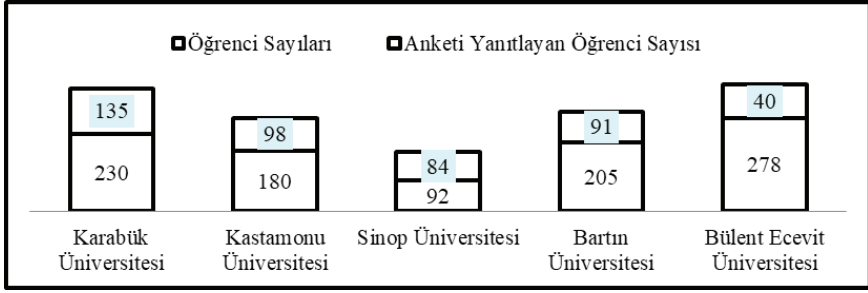 Öğrenci Sayıları Anketi Yanıtlayan Öğrenci Sayısı
135 98 84 91 40
230 180 92 205 278
Karabük Üniversitesi
Kastamonu Üniversitesi
Sinop Üniversitesi
Bartın Üniversitesi
Bülent Ecevit Üniversitesi